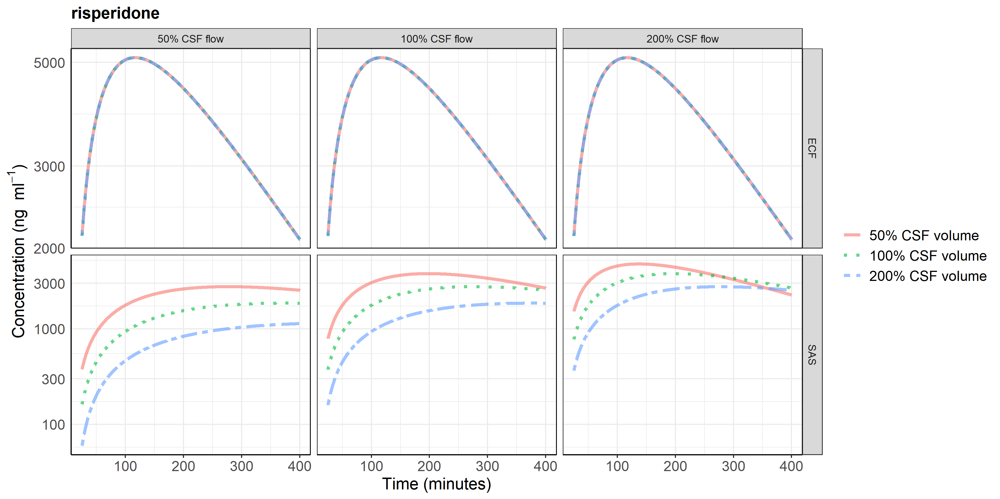 risperidone
50% CSF flow
100% CSF flow
200% CSF flow
5000
3000
2000
ECF
3000
1000
300
100
SAS
Concentration (ng ml⁻¹)
100 200 300 400
100 200 300 400
100 200 300 400
Time (minutes)
50% CSF volume
100% CSF volume
200% CSF volume